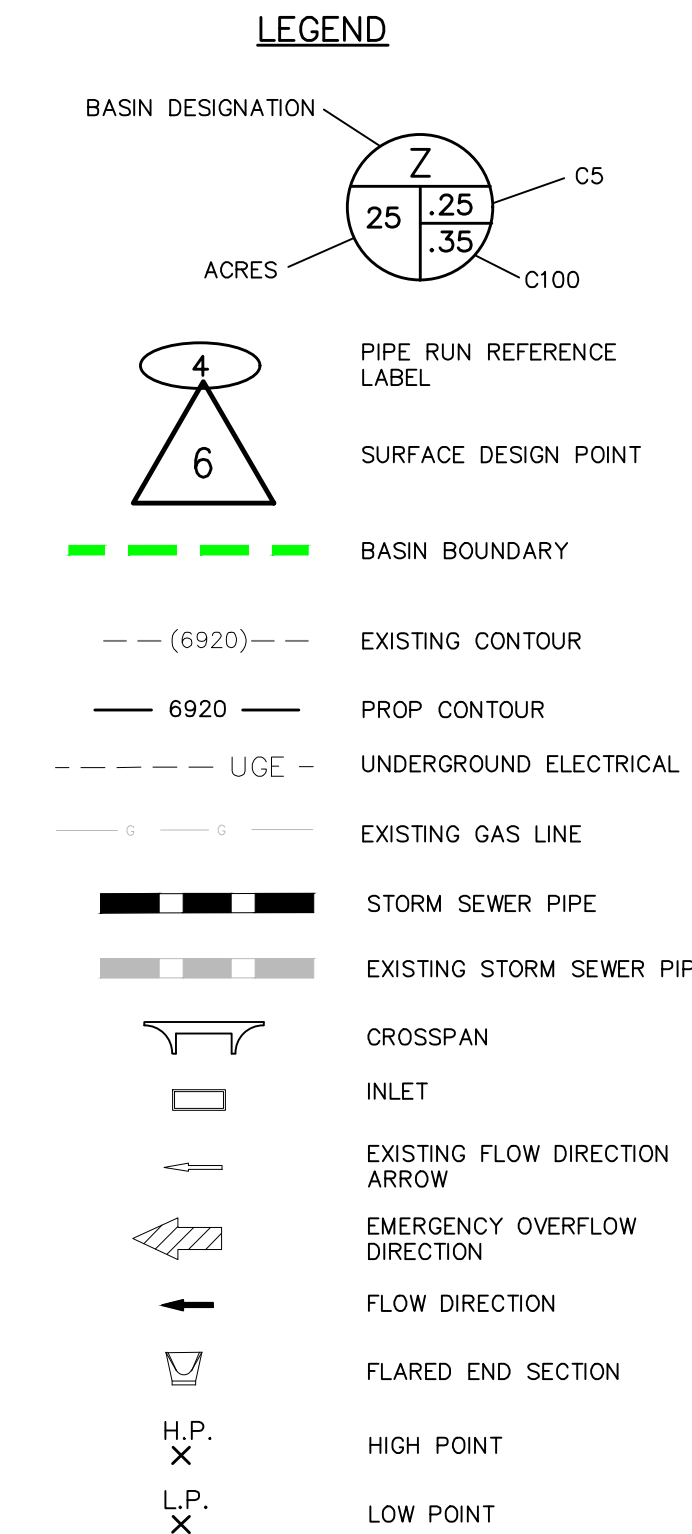 LEGEND
BASIN DESIGNATION
Z
C5
25
.25
.35
ACRES
C100
4
PIPE RUN REFERENCE
LABEL
6
SURFACE DESIGN POINT
BASIN BOUNDARY
(6920)
EXISTING CONTOUR
6920
PROP CONTOUR
UGE
UNDERGROUND ELECTRICAL
G G
EXISTING GAS LINE
STORM SEWER PIPE
EXISTING STORM SEWER PIP
CROSSPAN
INLET
EXISTING FLOW DIRECTION
ARROW
EMERGENCY OVERFLOW
DIRECTION
FLOW DIRECTION
FLARED END SECTION
H.P.
HIGH POINT
L.P.
LOW POINT